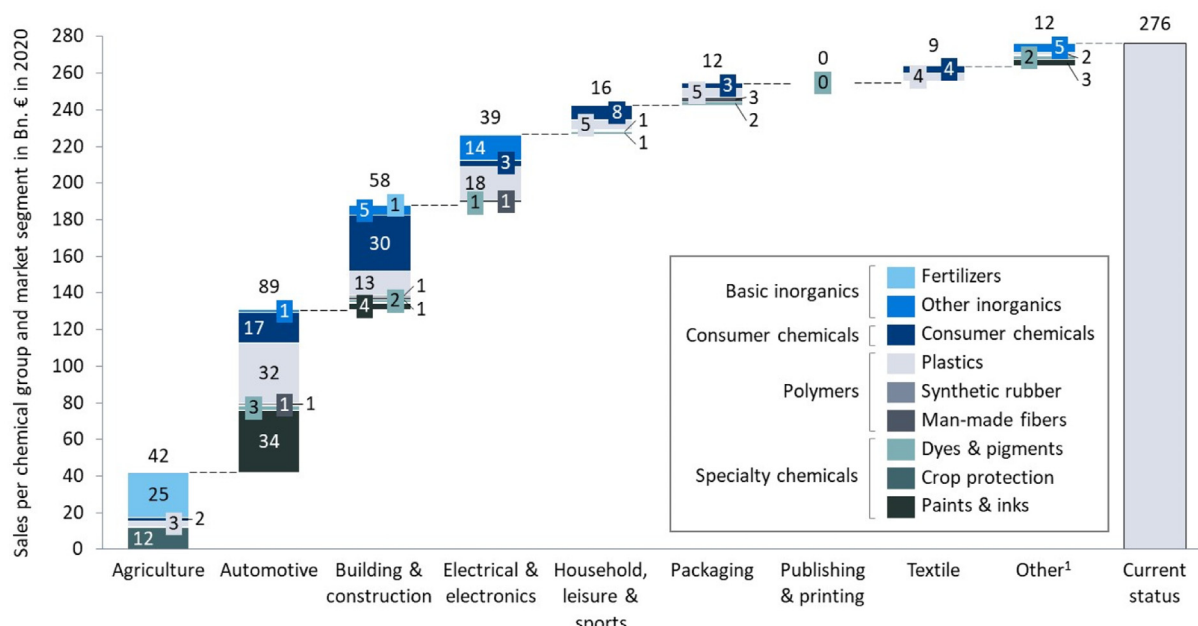 Sales per chemical group and market segment in Bn. € in 2020
280
260
240
220
200
180
160
140
120
100
80
60
40
20
0
42
25
3
2
12
89
1
17
32
3
1
1
34
58
5
1
30
13
1
4
2
1
39
14
3
18
1
1
16
8
5
1
1
12
3
5
3
2
0
0
9
4
4
12
5
2
2
3
276
Basic inorganics
Fertilizers
Other inorganics
Consumer chemicals
Consumer chemicals
Polymers
Plastics
Synthetic rubber
Man-made fibers
Specialty chemicals
Dyes & pigments
Crop protection
Paints & inks
Agriculture
Automotive
Building &
construction
Electrical &
electronics
Household,
leisure &
sports
Packaging
Publishing
& printing
Textile
Other¹
Current
status